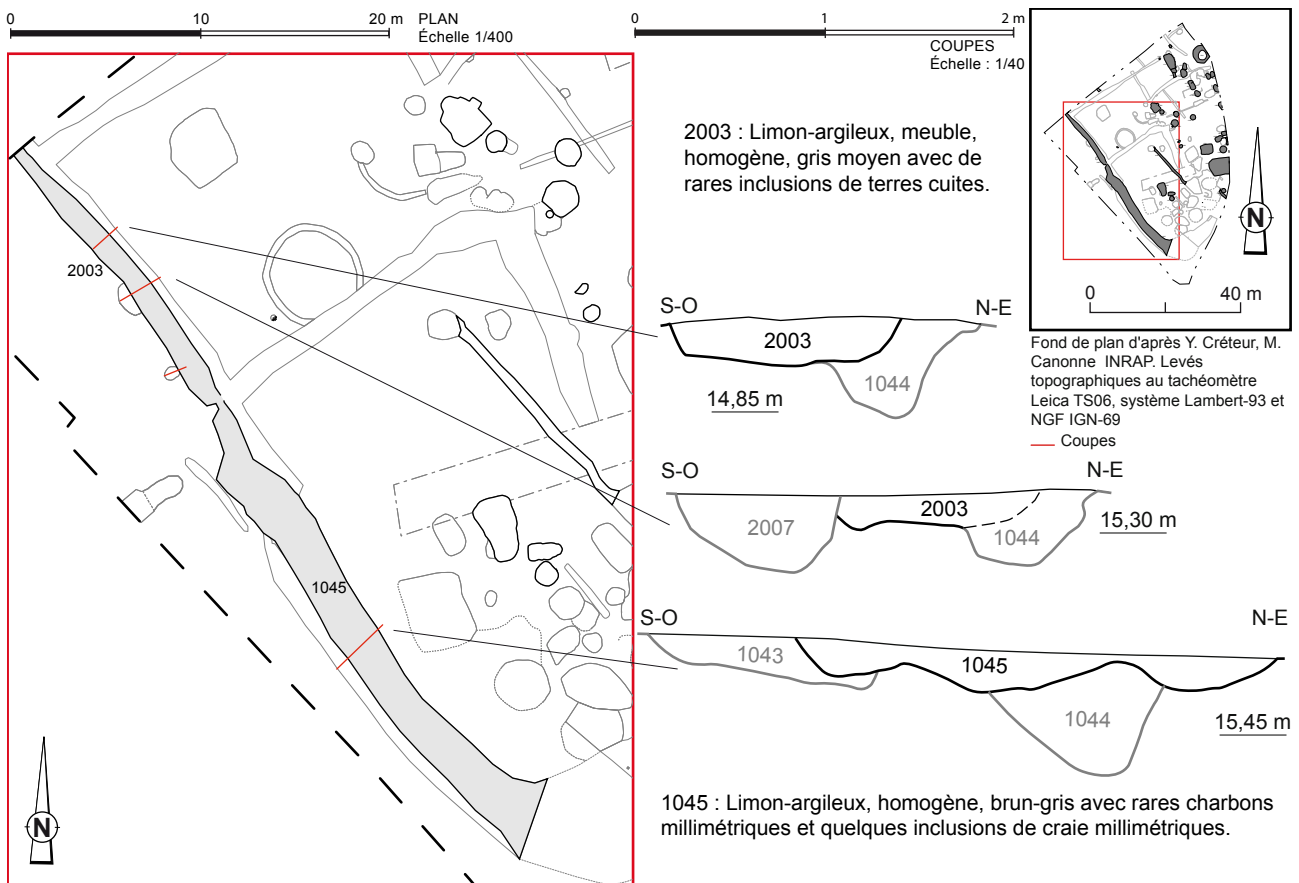 0 10 20 m PLAN
Échelle 1/400
0 1 2 m
COUPES
Échelle : 1/40
2003 : Limon-argileux, meuble,
homogène, gris moyen avec de
rares inclusions de terres cuites.
N
0 40 m
Fond de plan d'après Y. Créteur, M.
Canonne INRAP. Levés
topographiques au tachéomètre
Leica TS06, système Lambert-93 et
NGF IGN-69
Coupes
2003
1045
N
S-O N-E
2003
1044
14,85 m
S-O N-E
2003
2007
1044
15,30 m
S-O N-E
1043
1045
1044
15,45 m
1045 : Limon-argileux, homogène, brun-gris avec rares charbons
millimétriques et quelques inclusions de craie millimétriques.